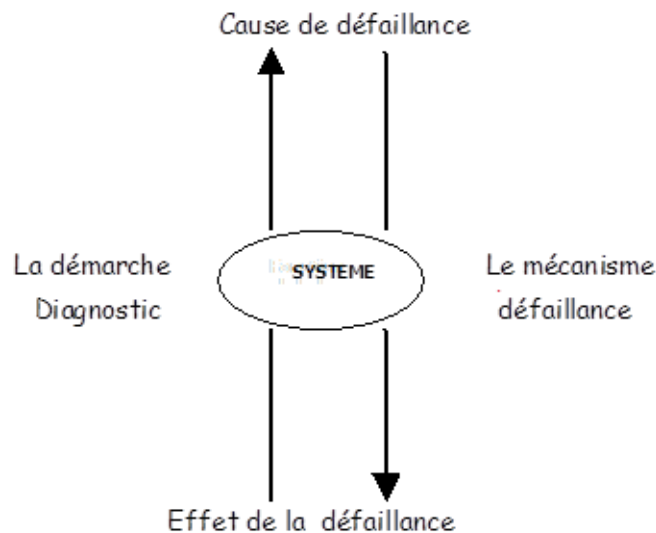 Cause de défaillance
La démarche
Diagnostic
SYSTEME
Le mécanisme
défaillance
Effet de la défaillance